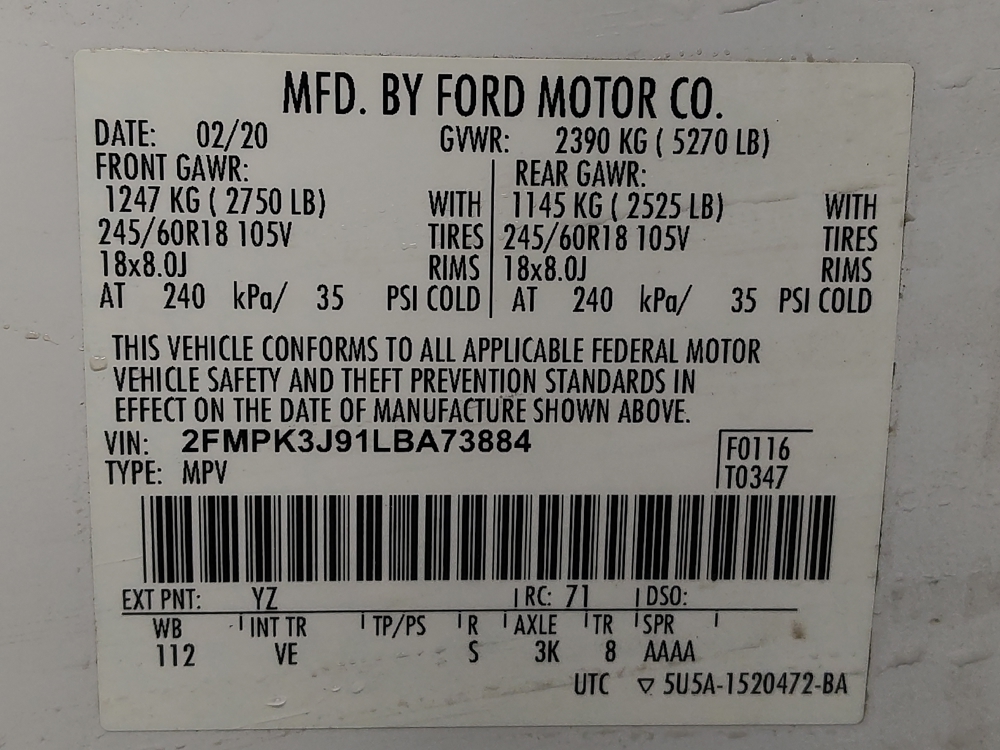 MFD. BY FORD MOTOR CO.
DATE: 02/20 GVWR: 2390 KG ( 5270 LB)
FRONT GAWR: REAR GAWR:
1247 KG ( 2750 LB) WITH 1145 KG ( 2525 LB) WITH
245/60R18 105V TIRES 245/60R18 105V TIRES
18x8.0J RIMS 18x8.0J RIMS
AT 240 kPa/ 35 PSI COLD AT 240 kPa/ 35 PSI COLD
THIS VEHICLE CONFORMS TO ALL APPLICABLE FEDERAL MOTOR
VEHICLE SAFETY AND THEFT PREVENTION STANDARDS IN
EFFECT ON THE DATE OF MANUFACTURE SHOWN ABOVE.
VIN: 2FMPK3J91LBA73884 F0116
TYPE: MPV T0347
EXT PNT: YZ RC: 71 DSO:
WB INT TR TP/PS R AXLE TR SPR
112 VE S 3K 8 AAAA
UTC ▽ 5U5A-1520472-BA